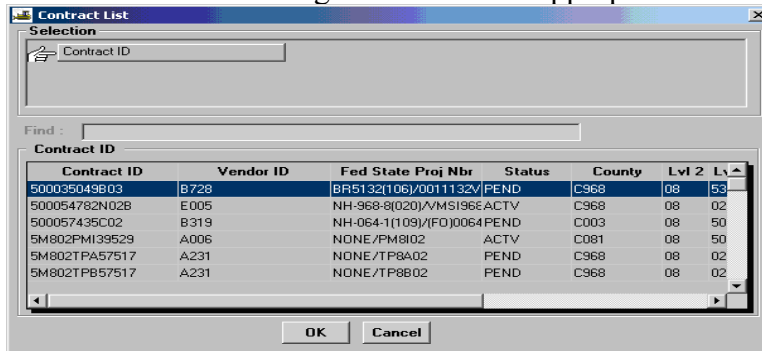 Contract List
Selection
Contract ID
Find :
Contract ID
Contract ID Vendor ID Fed State Proj Nbr Status County Lvl 2 Lv
500035049B03 B728 BR5132(106)/0011132V PEND C968 08 53
500054782N02B E005 NH-968-8(020)/VMSI968 ACTV C968 08 02
500057435C02 B319 NH-064-1(109)/(FO)0064 PEND C003 08 50
5M802PMI39529 A006 NONE/PM8I02 ACTV C081 08 50
5M802TPA57517 A231 NONE/TP8A02 PEND C968 08 02
5M802TPB57517 A231 NONE/TP8B02 PEND C968 08 02
OK Cancel